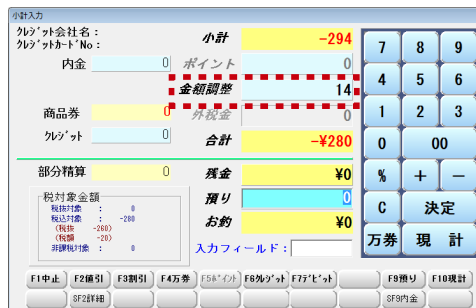 小計入力
クレジット会社名:
クレジットカードNo:
小計 -294
内金 0 ポイント 0
金額調整 14
商品券 0 外税金 0
クレジット 0 合計 -¥280
部分精算 0 残金 ¥0
税対象金額
税抜対象 : 0
税込対象 : -280
(税抜 -260)
(税額 -20)
非課税対象 : 0
預り 0
お釣 ¥0
入力フィールド:
7 8 9
4 5 6
1 2 3
0 00
% + −
C 決定
万券 現計
F1中止 F2値引 F3割引 F4万券 F5ポイント F6クレジット F7デビット F9預り F10現計
SF2詳細 SF9内金